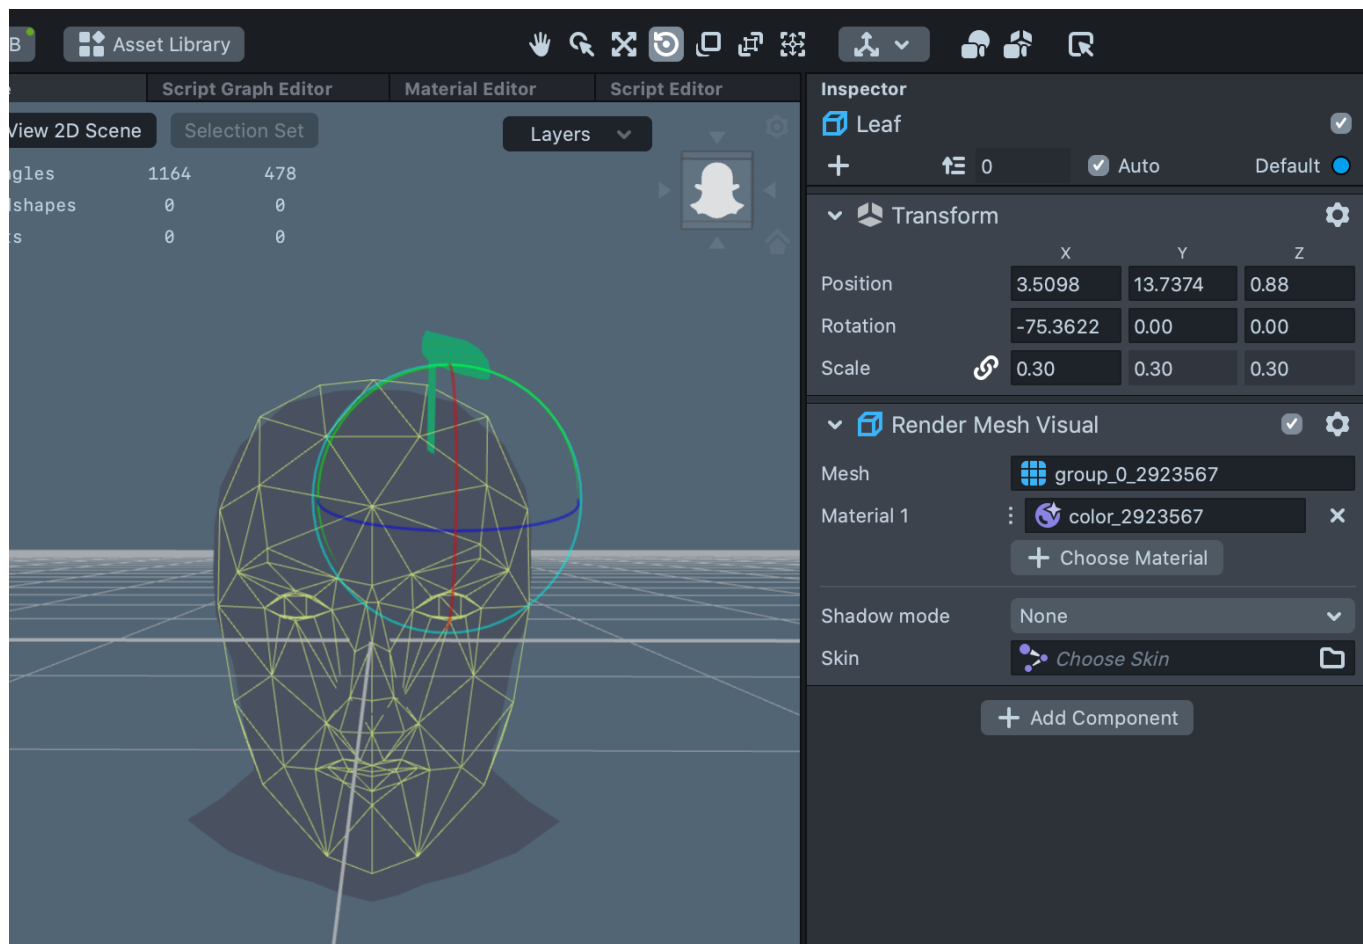 B
Asset Library
Script Graph Editor
Material Editor
Script Editor
View 2D Scene
Selection Set
Layers
ngles 1164 478
dshapes 0 0
ts 0 0
Inspector
Leaf
0
Auto
Default
Transform
X Y Z
Position 3.5098 13.7374 0.88
Rotation -75.3622 0.00 0.00
Scale 0.30 0.30 0.30
Render Mesh Visual
Mesh group_0_2923567
Material 1 color_2923567
Choose Material
Shadow mode None
Skin Choose Skin
Add Component